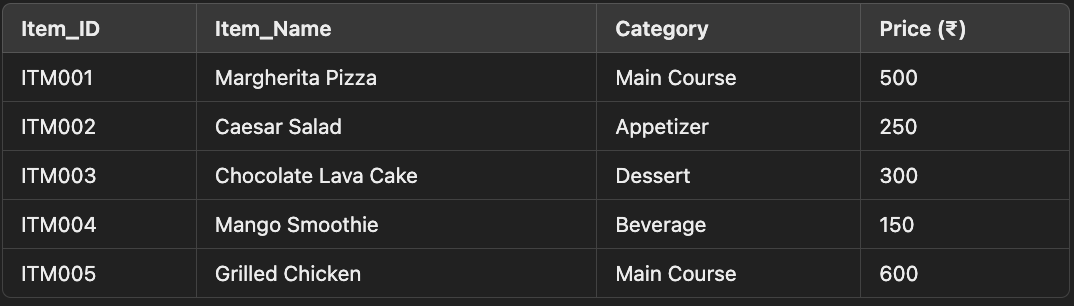 Item_ID Item_Name Category Price (₹)
ITM001 Margherita Pizza Main Course 500
ITM002 Caesar Salad Appetizer 250
ITM003 Chocolate Lava Cake Dessert 300
ITM004 Mango Smoothie Beverage 150
ITM005 Grilled Chicken Main Course 600